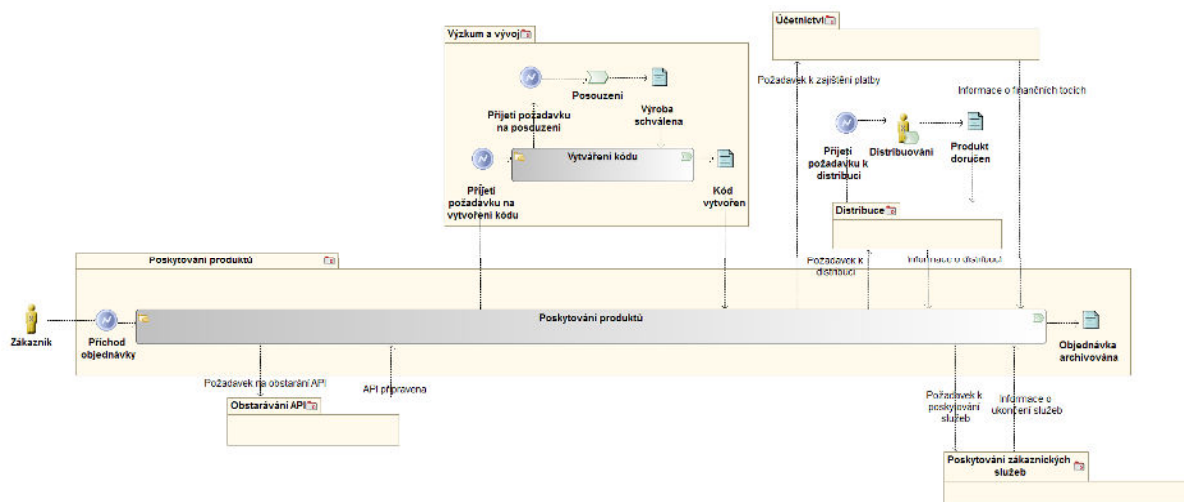 Účetnictví
Výzkum a vývoj
Posouzení
Přijetí požadavku
na posouzení
Výroba
schválena
Vytváření kódu
Přijetí
požadavku na
vytvoření kódu
Kód
vytvořen
Požadavek k zajištění platby
Informace o finančních tocích
Přijetí
požadavku k
distribuci
Distribuování
Produkt
doručen
Distribuce
Požadavek k
distribuci
Informace o distribuci
Poskytování produktů
Zákazník
Příchod
objednávky
Poskytování produktů
Objednávka
archivována
Požadavek na obstarání API
API připravena
Obstarávání API
Požadavek k
poskytování
služeb
Informace o
ukončení služeb
Poskytování zákaznických
služeb